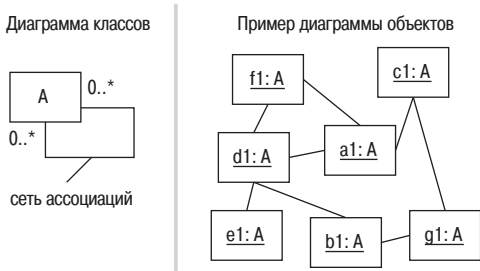 Диаграмма классов
Пример диаграммы объектов
A
0..*
0..*
сеть ассоциаций
f1: A
c1: A
d1: A
a1: A
e1: A
b1: A
g1: A